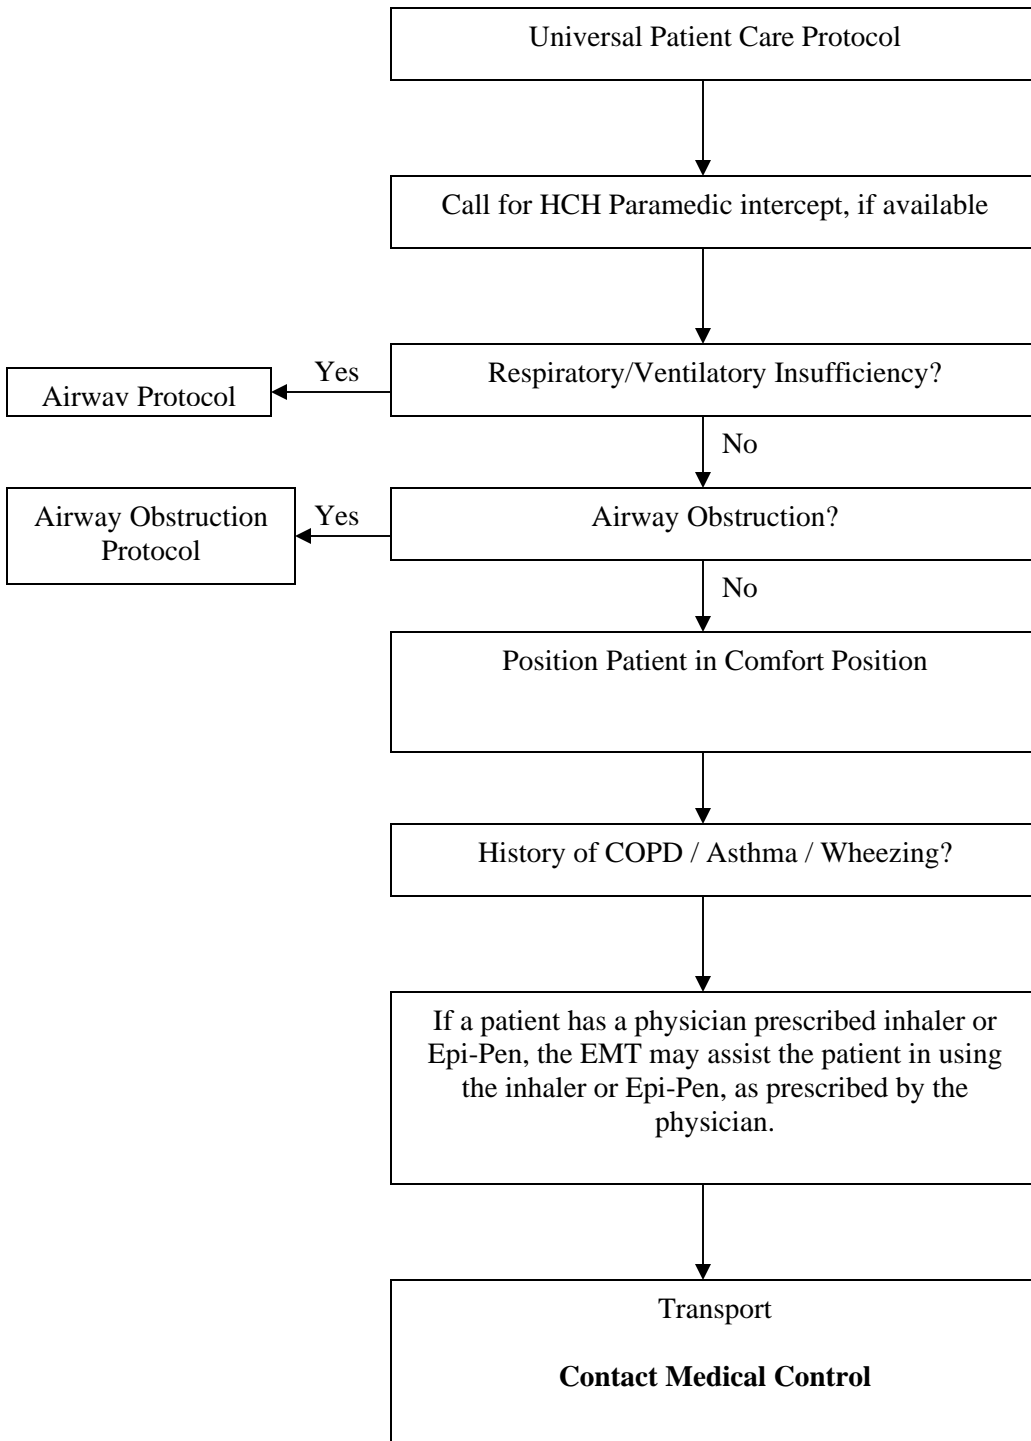 Universal Patient Care Protocol
Call for HCH Paramedic intercept, if available
Respiratory/Ventilatory Insufficiency?
Yes
Airway Protocol
No
Airway Obstruction?
Yes
Airway Obstruction
Protocol
No
Position Patient in Comfort Position
History of COPD / Asthma / Wheezing?
If a patient has a physician prescribed inhaler or
Epi-Pen, the EMT may assist the patient in using
the inhaler or Epi-Pen, as prescribed by the
physician.
Transport
Contact Medical Control